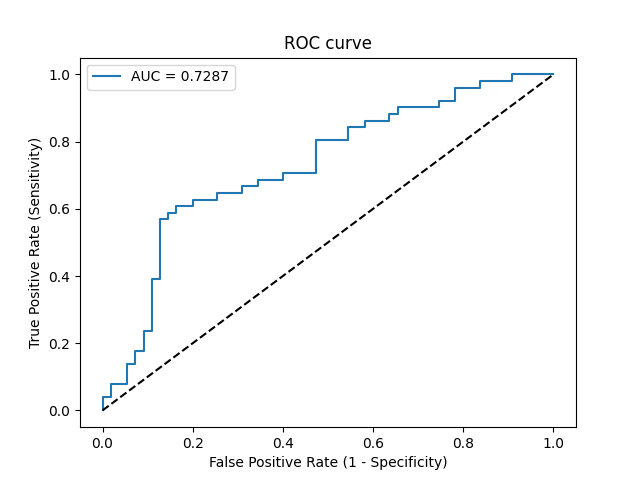 ROC curve
AUC = 0.7287
True Positive Rate (Sensitivity)
1.0
0.8
0.6
0.4
0.2
0.0
0.0 0.2 0.4 0.6 0.8 1.0
False Positive Rate (1 - Specificity)